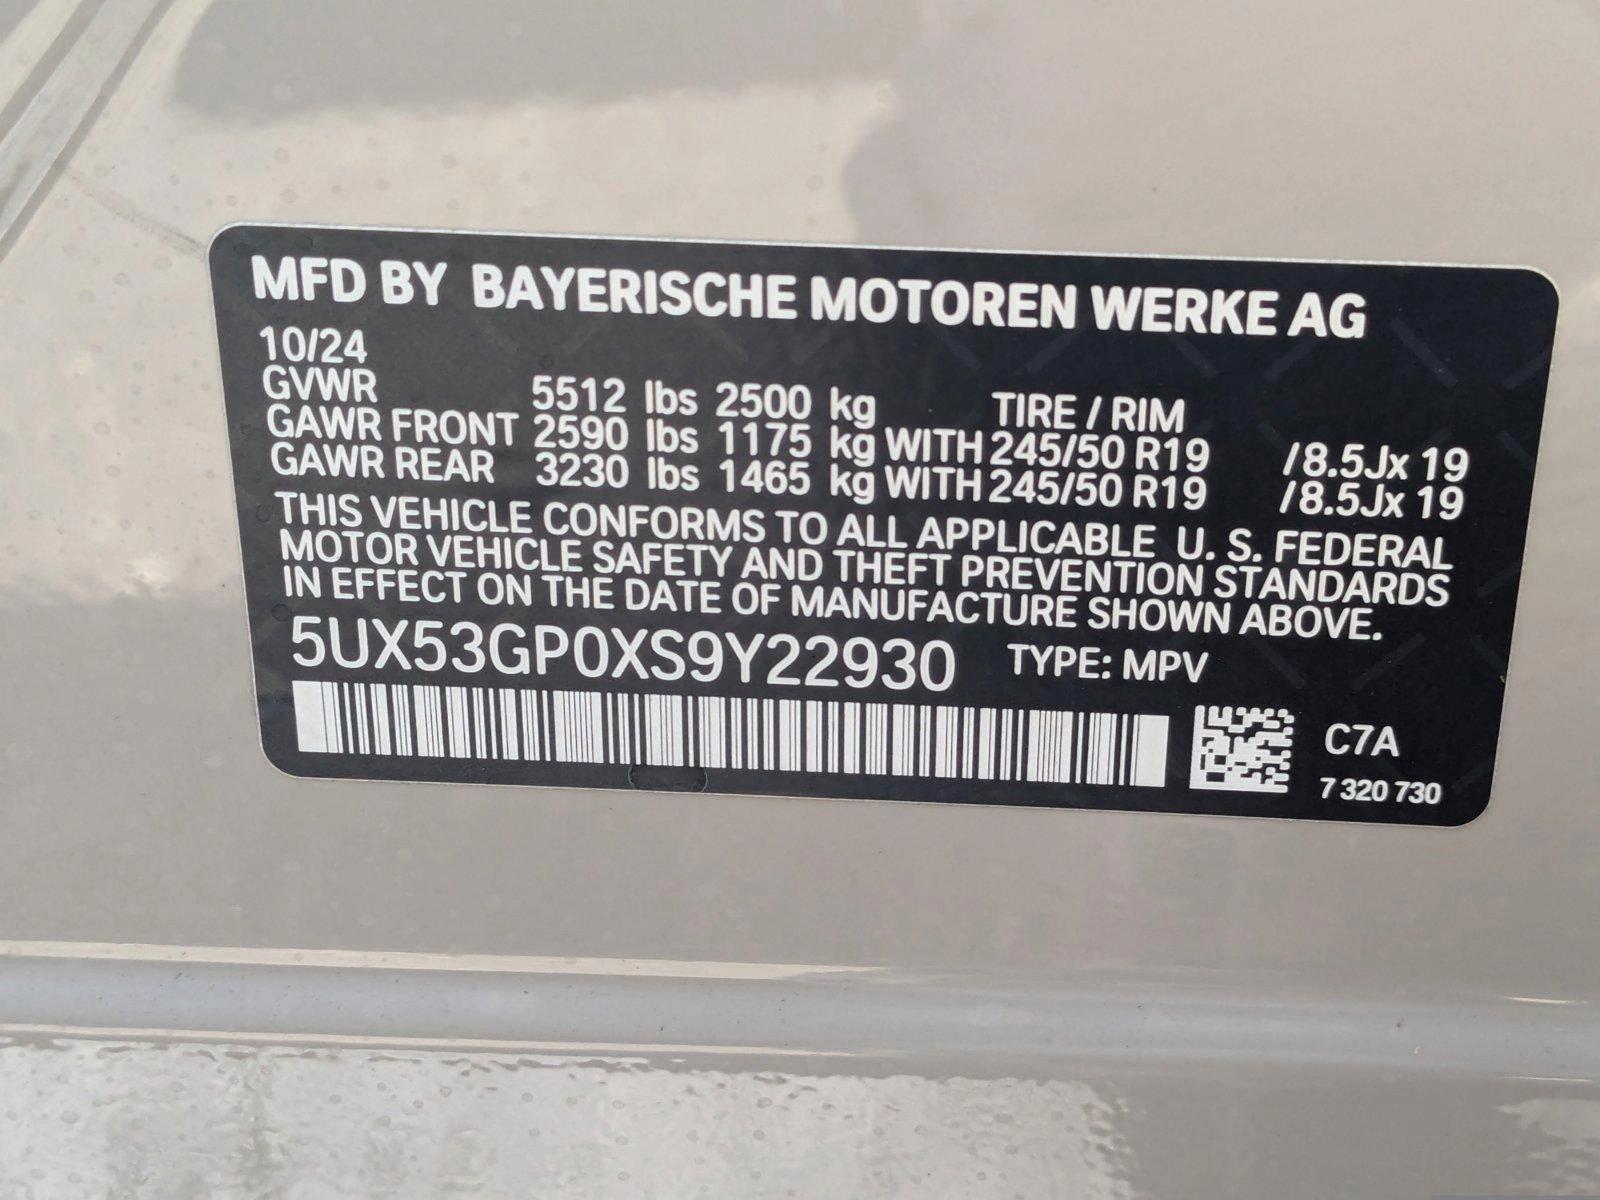 MFD BY BAYERISCHE MOTOREN WERKE AG
10/24
GVWR 5512 lbs 2500 kg TIRE / RIM
GAWR FRONT 2590 lbs 1175 kg WITH 245/50 R19 /8.5Jx 19
GAWR REAR 3230 lbs 1465 kg WITH 245/50 R19 /8.5Jx 19
THIS VEHICLE CONFORMS TO ALL APPLICABLE U. S. FEDERAL
MOTOR VEHICLE SAFETY AND THEFT PREVENTION STANDARDS
IN EFFECT ON THE DATE OF MANUFACTURE SHOWN ABOVE.
5UX53GP0XS9Y22930 TYPE: MPV
C7A
7 320 730